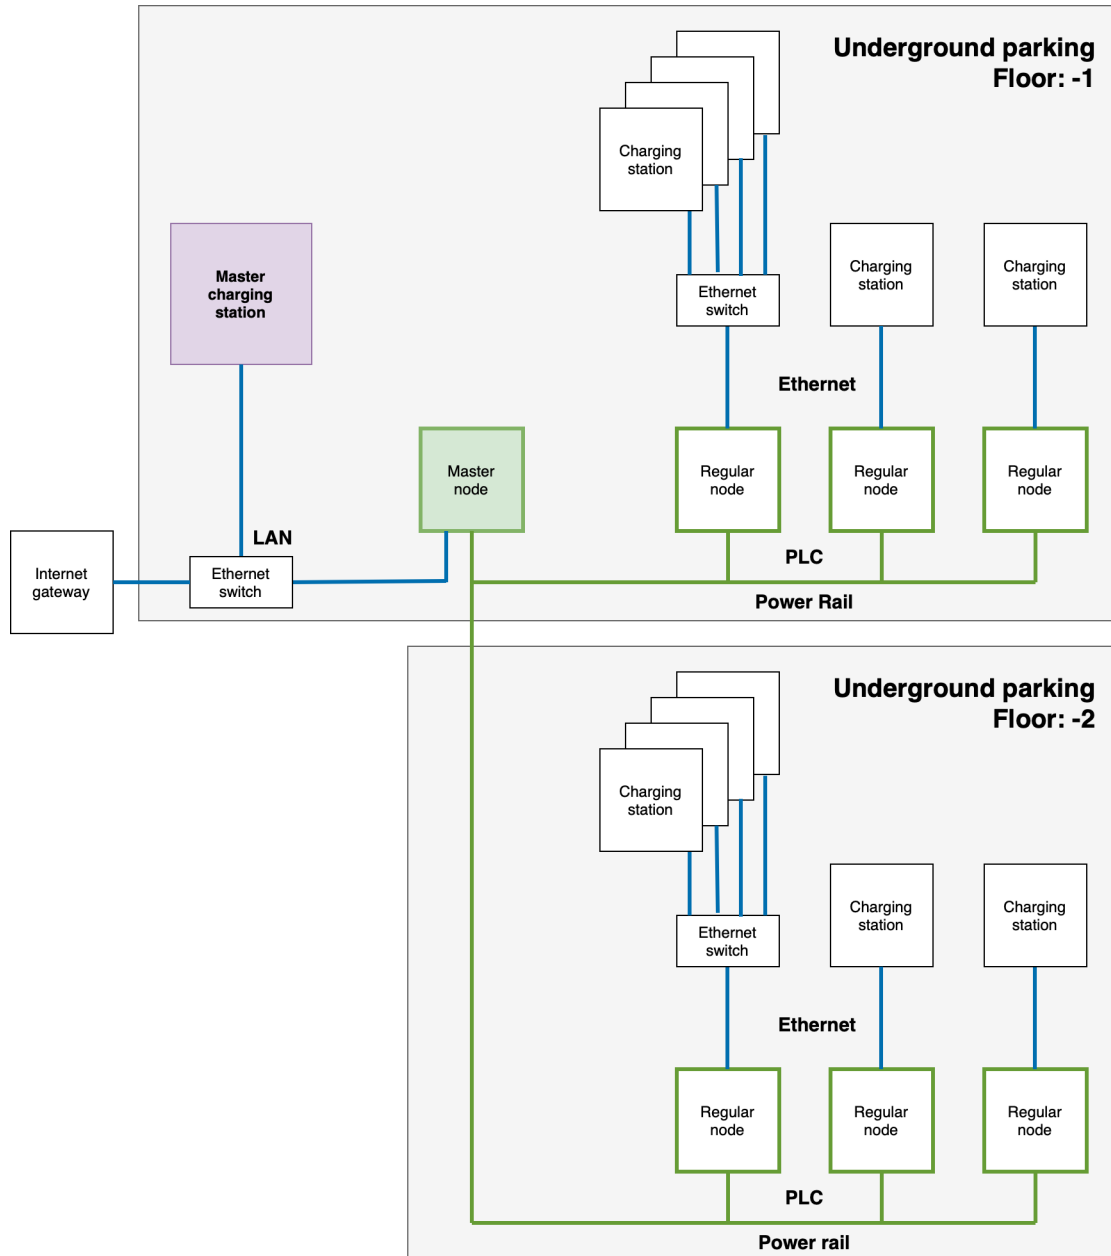 Underground parking
Floor: -1
Charging
station
Master
charging
station
Charging
station
Charging
station
Ethernet
switch
Ethernet
Master
node
Regular
node
Regular
node
Regular
node
LAN
PLC
Internet
gateway
Ethernet
switch
Power Rail
Underground parking
Floor: -2
Charging
station
Charging
station
Charging
station
Ethernet
switch
Ethernet
Regular
node
Regular
node
Regular
node
PLC
Power rail